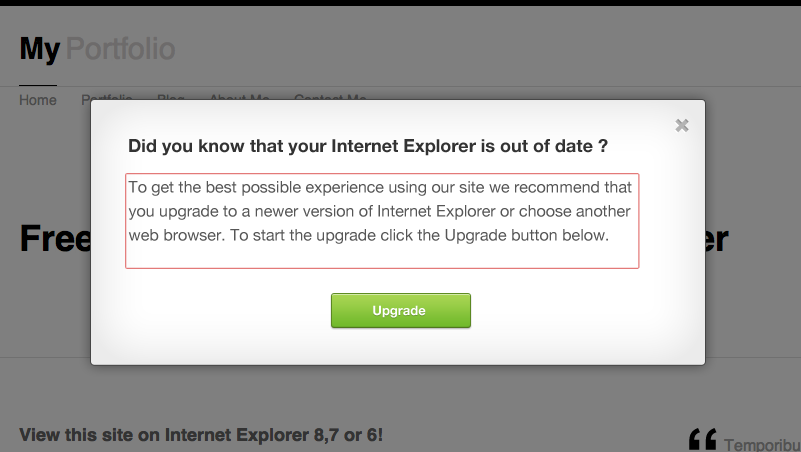 My Portfolio
Home Portfolio Blog About Me Contact Me
Did you know that your Internet Explorer is out of date ?
To get the best possible experience using our site we recommend that
you upgrade to a newer version of Internet Explorer or choose another
web browser. To start the upgrade click the Upgrade button below.
Free
Upgrade
View this site on Internet Explorer 8,7 or 6!
“ Temporibu